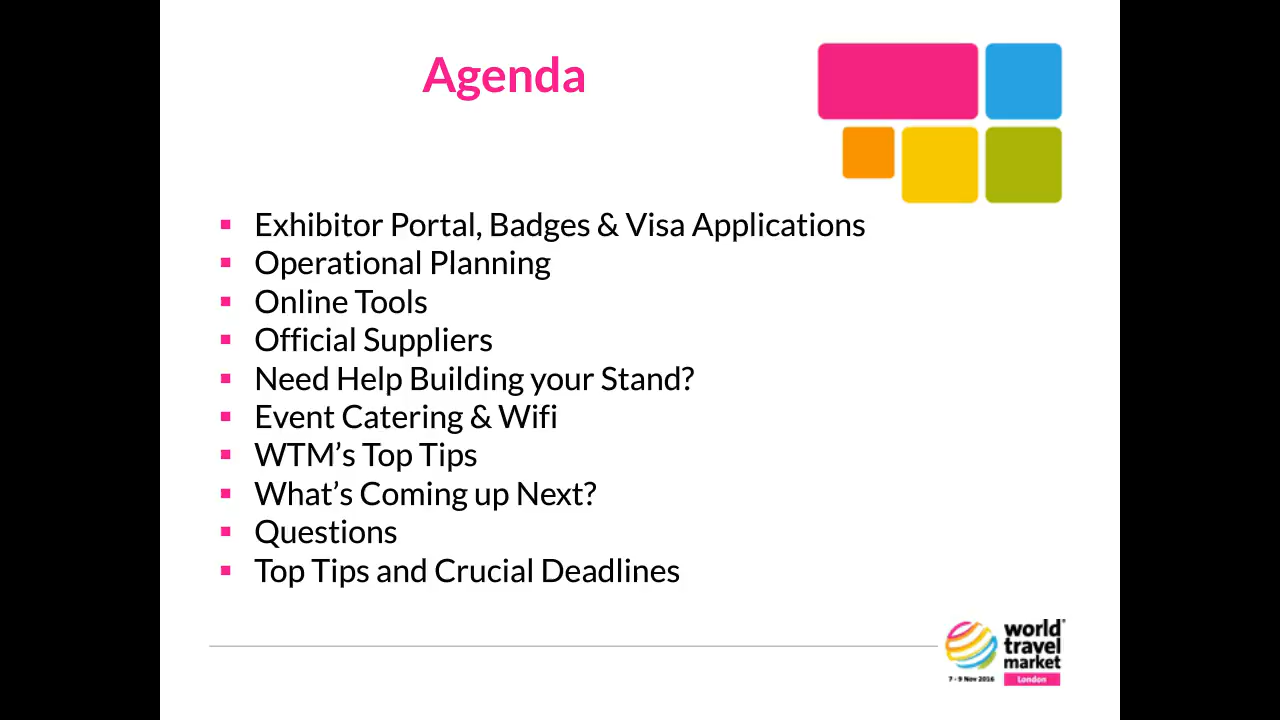 Agenda
▪ Exhibitor Portal, Badges & Visa Applications
▪ Operational Planning
▪ Online Tools
▪ Official Suppliers
▪ Need Help Building your Stand?
▪ Event Catering & Wifi
▪ WTM’s Top Tips
▪ What’s Coming up Next?
▪ Questions
▪ Top Tips and Crucial Deadlines
world
travel
market
7 - 9 Nov 2016 London